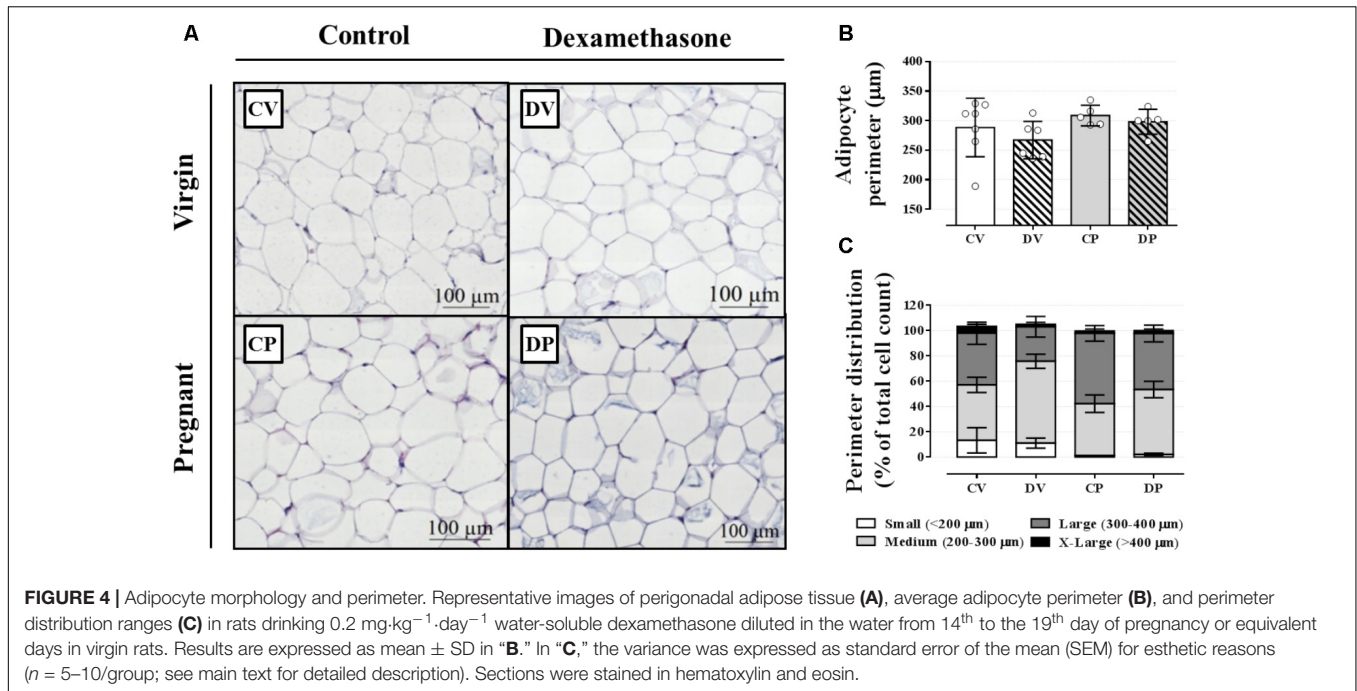 A
Control
Dexamethasone
Virgin
Pregnant
CV
100 µm
DV
100 µm
CP
100 µm
DP
100 µm
B
Adipocyte
perimeter (µm)
400
350
300
250
200
150
CV DV CP DP
C
Perimeter distribution
(% of total cell count)
120
100
80
60
40
20
0
CV DV CP DP
Small (<200 µm)
Large (300-400 µm)
Medium (200-300 µm)
X-Large (>400 µm)
FIGURE 4 | Adipocyte morphology and perimeter. Representative images of perigonadal adipose tissue (A), average adipocyte perimeter (B), and perimeter
distribution ranges (C) in rats drinking 0.2 mg·kg⁻¹·day⁻¹ water-soluble dexamethasone diluted in the water from 14th to the 19th day of pregnancy or equivalent
days in virgin rats. Results are expressed as mean ± SD in “B.” In “C,” the variance was expressed as standard error of the mean (SEM) for esthetic reasons
(n = 5–10/group; see main text for detailed description). Sections were stained in hematoxylin and eosin.